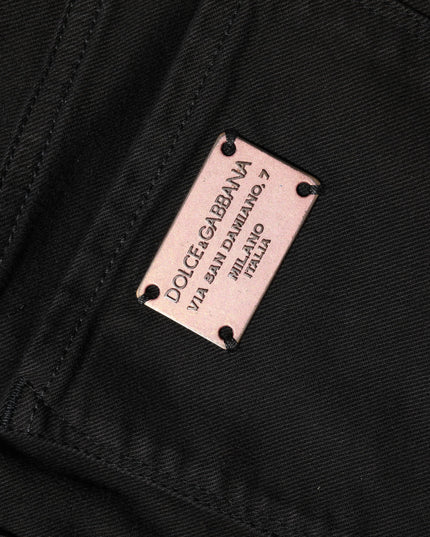 DOLCE&GABBANA
VIA SAN DAMIANO, 7
MILANO
ITALIA